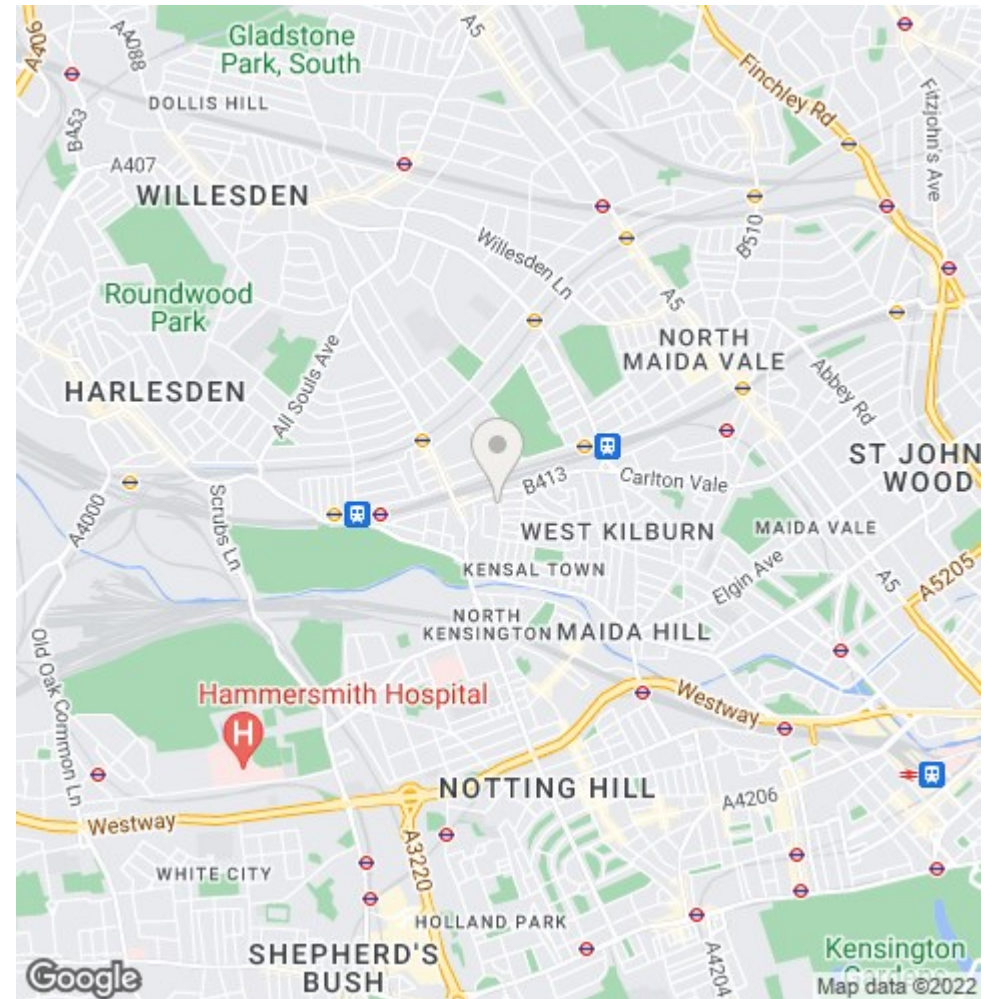 A406
A4088
Gladstone
Park, South
A5
Finchley Rd
Fitzjohn's Ave
DOLLIS HILL
B453
A407
WILLESDEN
B510
Willesden Ln
Roundwood
Park
A5
NORTH
MAIDA VALE
All Souls Ave
Abbey Rd
HARLESDEN
ST JOHN
WOOD
B413
Carlton Vale
A4000
Scrubs Ln
WEST KILBURN
MAIDA VALE
KENSAL TOWN
Elgin Ave
A5
A5205
NORTH
KENSINGTON
MAIDA HILL
Old Oak Common Ln
Hammersmith Hospital
H
Westway
NOTTING HILL
A4206
Westway
A3220
WHITE CITY
HOLLAND PARK
SHEPHERD'S
BUSH
A4204
Kensington
Gardens
Google
Map data ©2022